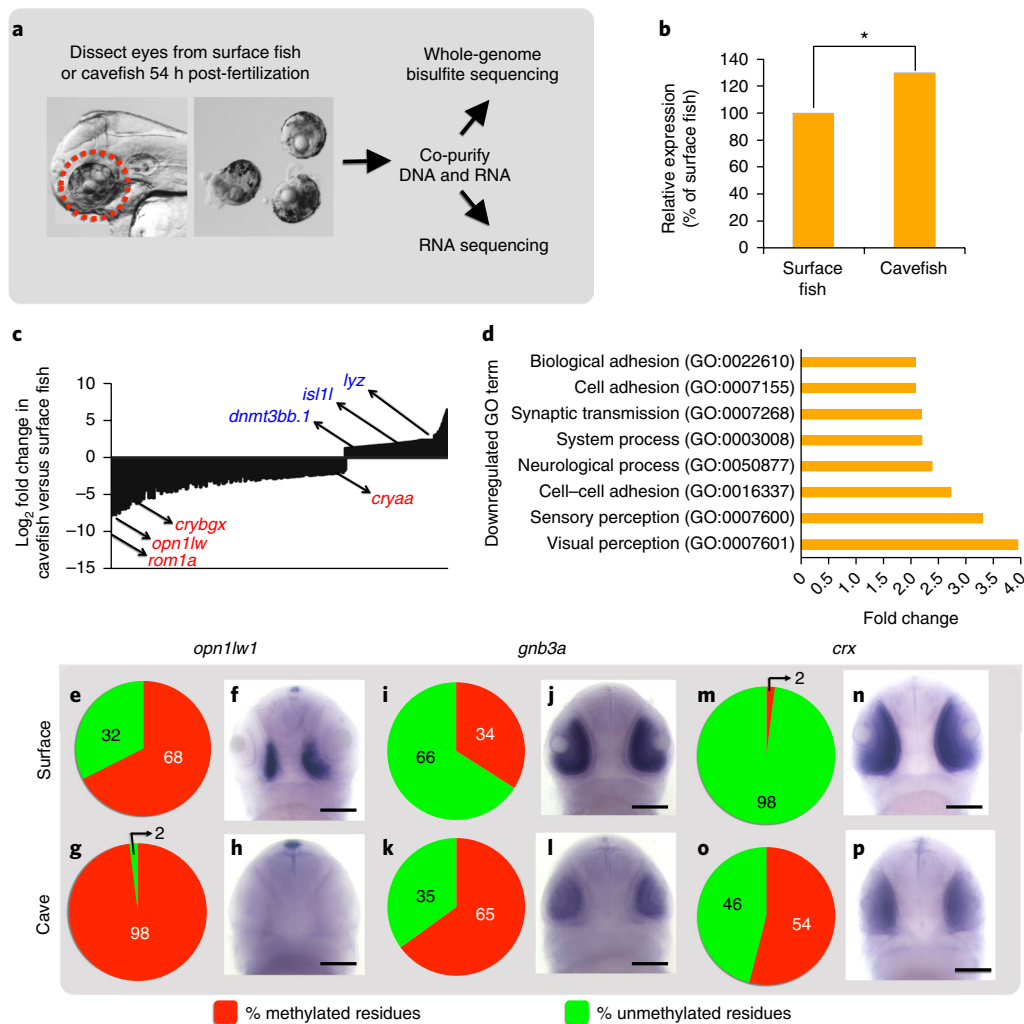 a
Dissect eyes from surface fish
or cavefish 54 h post-fertilization
Whole-genome
bisulfite sequencing
Co-purify
DNA and RNA
RNA sequencing
b
*
Relative expression
(% of surface fish)
140
120
100
80
60
40
20
0
Surface
fish
Cavefish
c
Log2 fold change in
cavefish versus surface fish
10
5
0
–5
–10
–15
lyz
isl1l
dnmt3bb.1
cryaa
crybgx
opn1lw
rom1a
d
Downregulated GO term
Biological adhesion (GO:0022610)
Cell adhesion (GO:0007155)
Synaptic transmission (GO:0007268)
System process (GO:0003008)
Neurological process (GO:0050877)
Cell–cell adhesion (GO:0016337)
Sensory perception (GO:0007600)
Visual perception (GO:0007601)
0 0.5 1.0 1.5 2.0 2.5 3.0 3.5 4.0
Fold change
opn1lw1 gnb3a crx
Surface
e
32
68
f
i
66
34
j
m
2
98
n
Cave
g
2
98
h
k
35
65
l
o
46
54
p
% methylated residues
% unmethylated residues